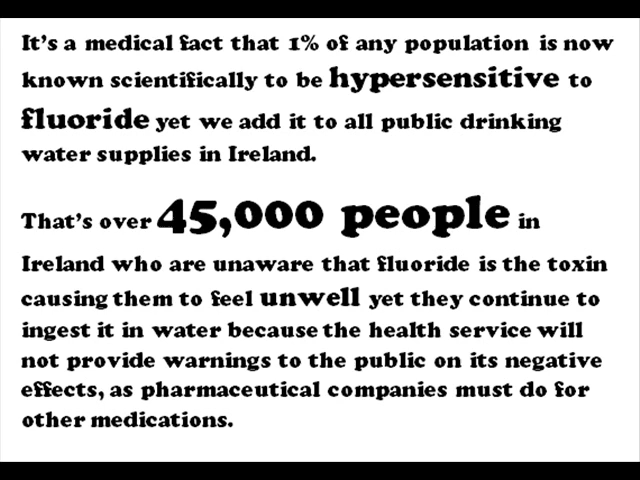 It's a medical fact that 1% of any population is now
known scientifically to be hypersensitive to
fluoride yet we add it to all public drinking
water supplies in Ireland.
That's over 45,000 people in
Ireland who are unaware that fluoride is the toxin
causing them to feel unwell yet they continue to
ingest it in water because the health service will
not provide warnings to the public on its negative
effects, as pharmaceutical companies must do for
other medications.